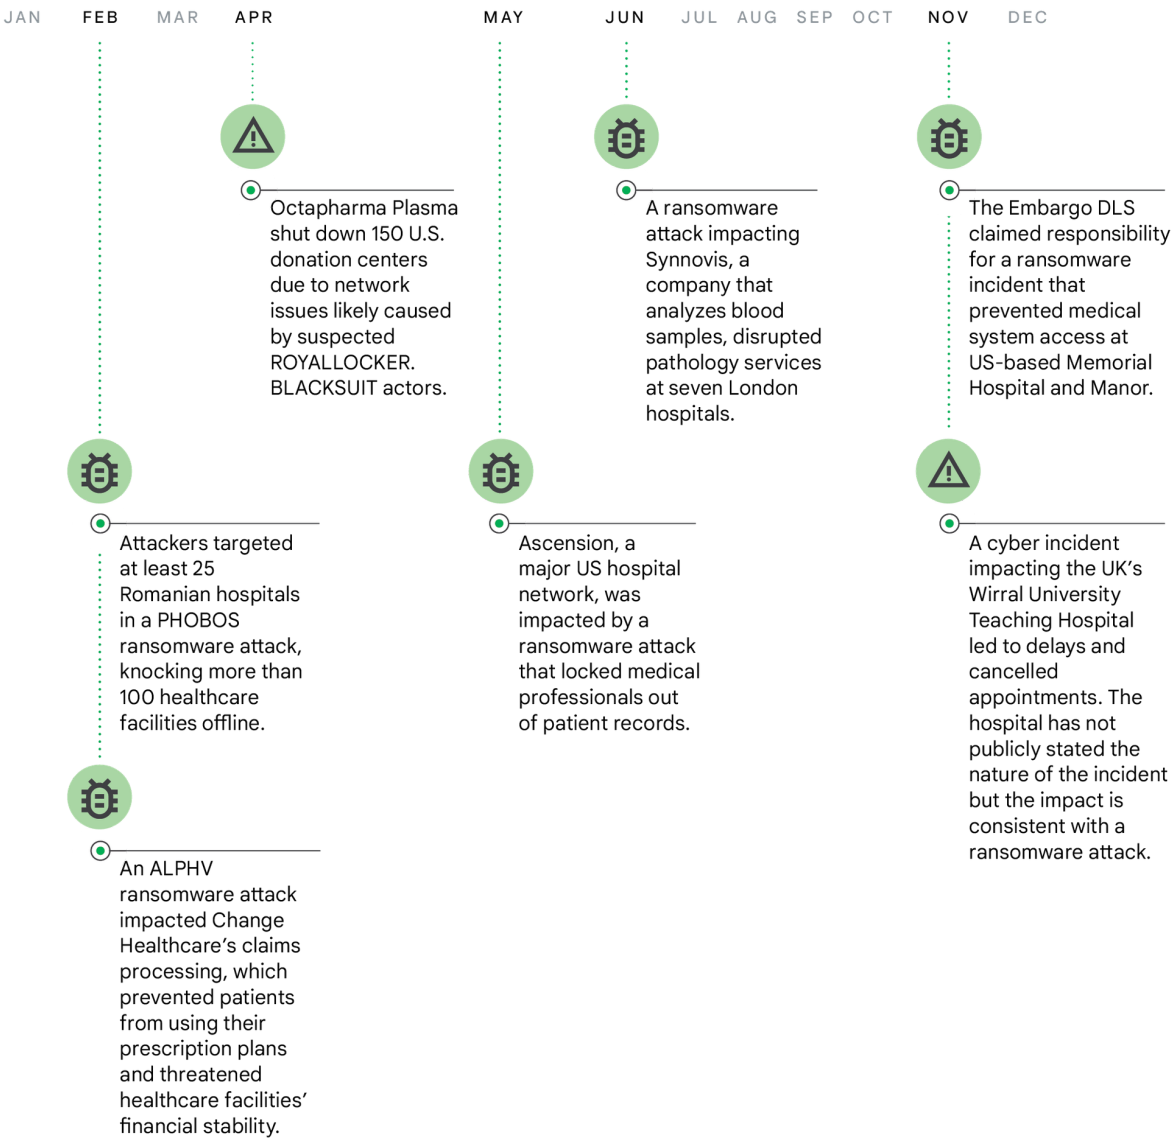 JAN FEB MAR APR MAY JUN JUL AUG SEP OCT NOV DEC
Octapharma Plasma
shut down 150 U.S.
donation centers
due to network
issues likely caused
by suspected
ROYALLOCKER.
BLACKSUIT actors.
A ransomware
attack impacting
Synnovis, a
company that
analyzes blood
samples, disrupted
pathology services
at seven London
hospitals.
The Embargo DLS
claimed responsibility
for a ransomware
incident that
prevented medical
system access at
US-based Memorial
Hospital and Manor.
Attackers targeted
at least 25
Romanian hospitals
in a PHOBOS
ransomware attack,
knocking more than
100 healthcare
facilities offline.
Ascension, a
major US hospital
network, was
impacted by a
ransomware attack
that locked medical
professionals out
of patient records.
A cyber incident
impacting the UK's
Wirral University
Teaching Hospital
led to delays and
cancelled
appointments. The
hospital has not
publicly stated the
nature of the incident
but the impact is
consistent with a
ransomware attack.
An ALPHV
ransomware attack
impacted Change
Healthcare's claims
processing, which
prevented patients
from using their
prescription plans
and threatened
healthcare facilities'
financial stability.